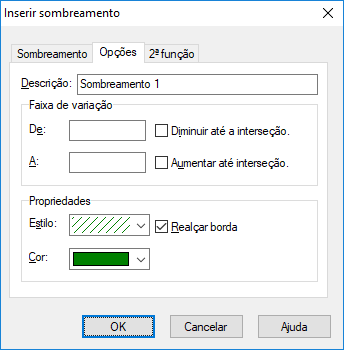 Inserir sombreamento
Sombreamento Opções 2ª função
Descrição: Sombreamento 1
Faixa de variação
De: Diminuir até a interseção.
A: Aumentar até interseção.
Propriedades
Estilo: Realçar borda
Cor:
OK Cancelar Ajuda